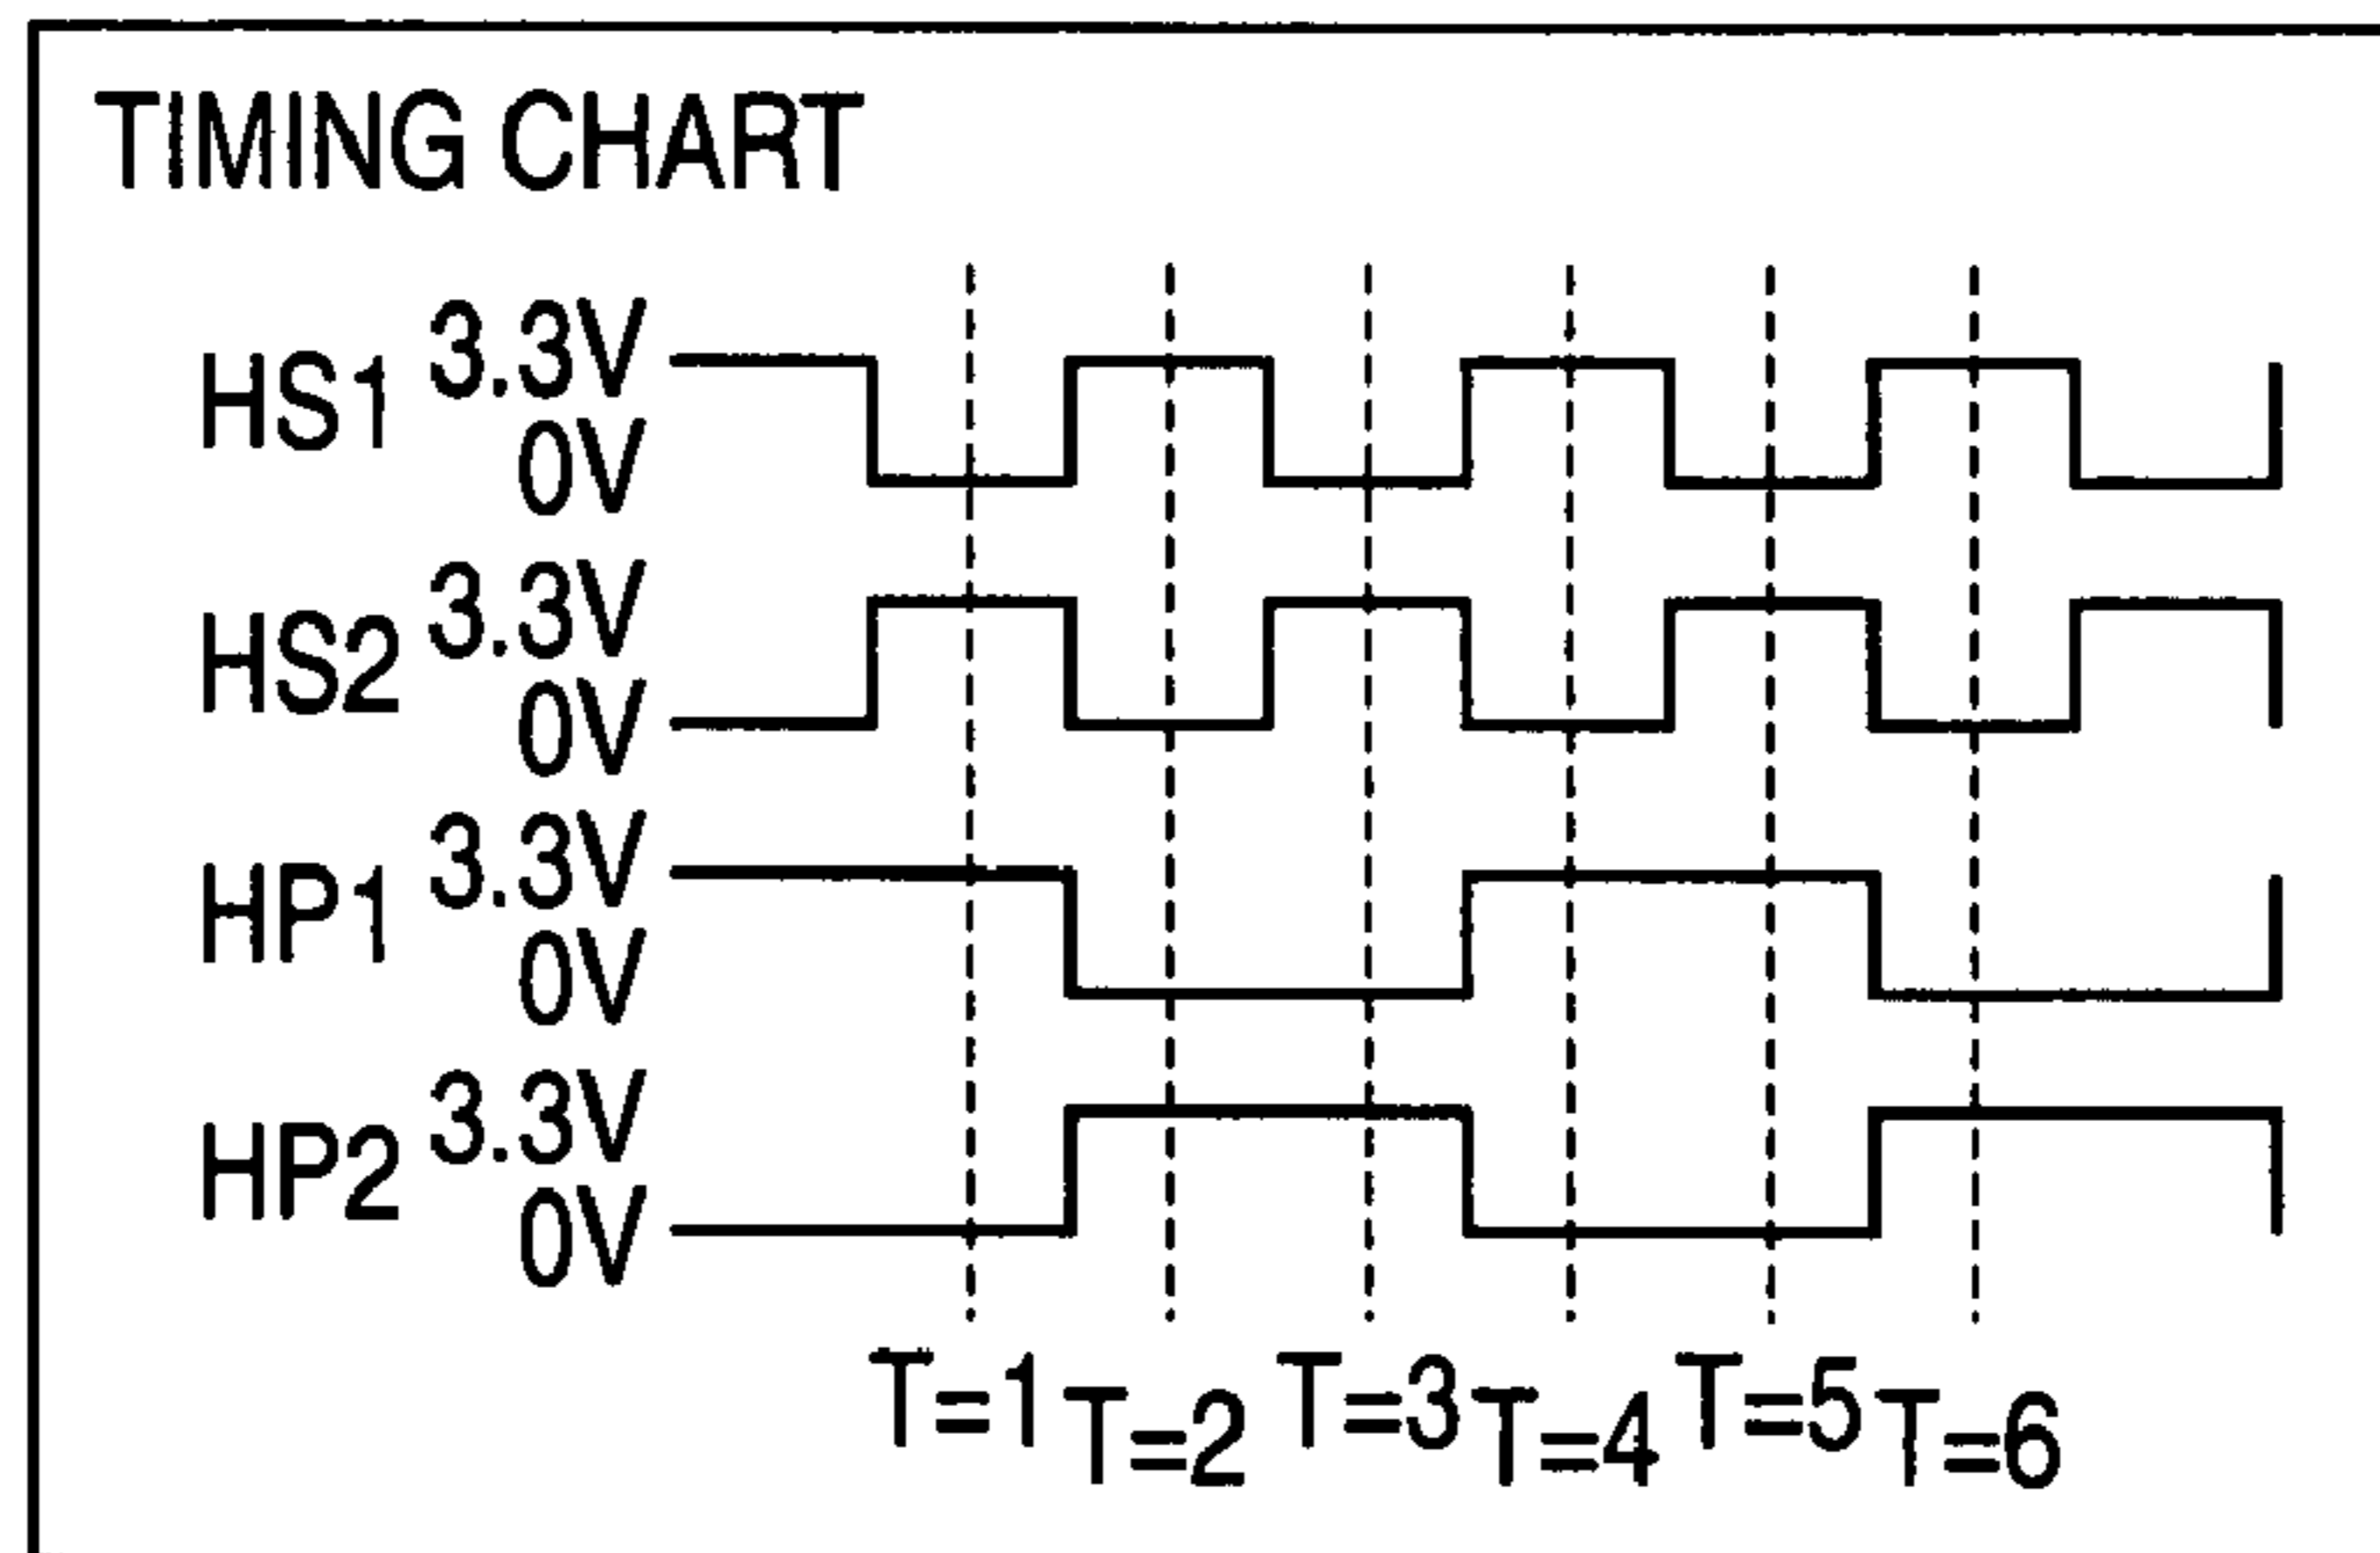 TIMING CHART
HS1 3.3V
0V
HS2 3.3V
0V
HP1 3.3V
0V
HP2 3.3V
0V
T=1 T=2 T=3 T=4 T=5 T=6